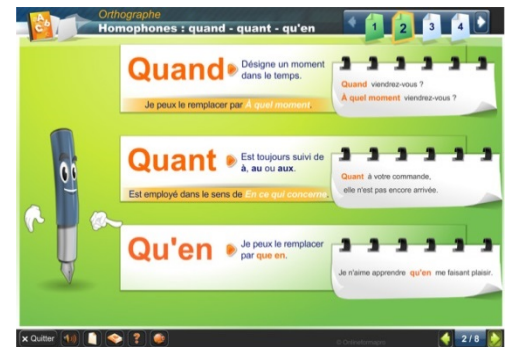 Orthographe
Homophones : quand - quant - qu'en
1 2 3 4
Quand
Désigne un moment
dans le temps.
Je peux le remplacer par À quel moment.
Quand viendrez-vous ?
À quel moment viendrez-vous ?
Quant
Est toujours suivi de
à, au ou aux.
Est employé dans le sens de En ce qui concerne.
Quant à votre commande,
elle n'est pas encore arrivée.
Qu'en
Je peux le remplacer
par que en.
Je n'aime apprendre qu'en me faisant plaisir.
x Quitter
?
2 / 8